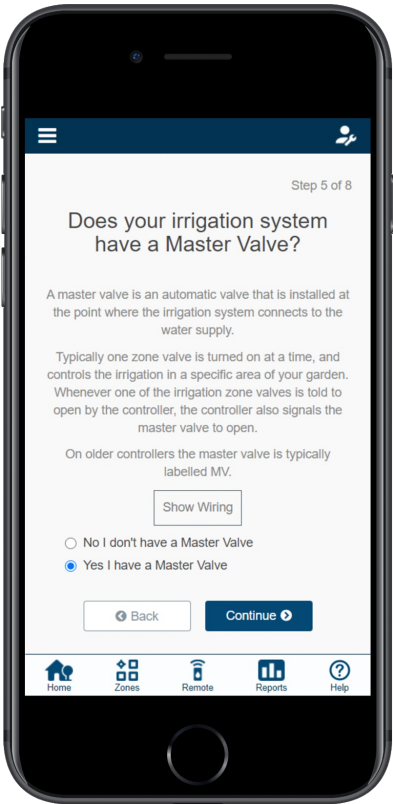 Step 5 of 8
Does your irrigation system
have a Master Valve?
A master valve is an automatic valve that is installed at
the point where the irrigation system connects to the
water supply.
Typically one zone valve is turned on at a time, and
controls the irrigation in a specific area of your garden.
Whenever one of the irrigation zone valves is told to
open by the controller, the controller also signals the
master valve to open.
On older controllers the master valve is typically
labelled MV.
Show Wiring
No I don't have a Master Valve
Yes I have a Master Valve
Back
Continue
Home
Zones
Remote
Reports
Help